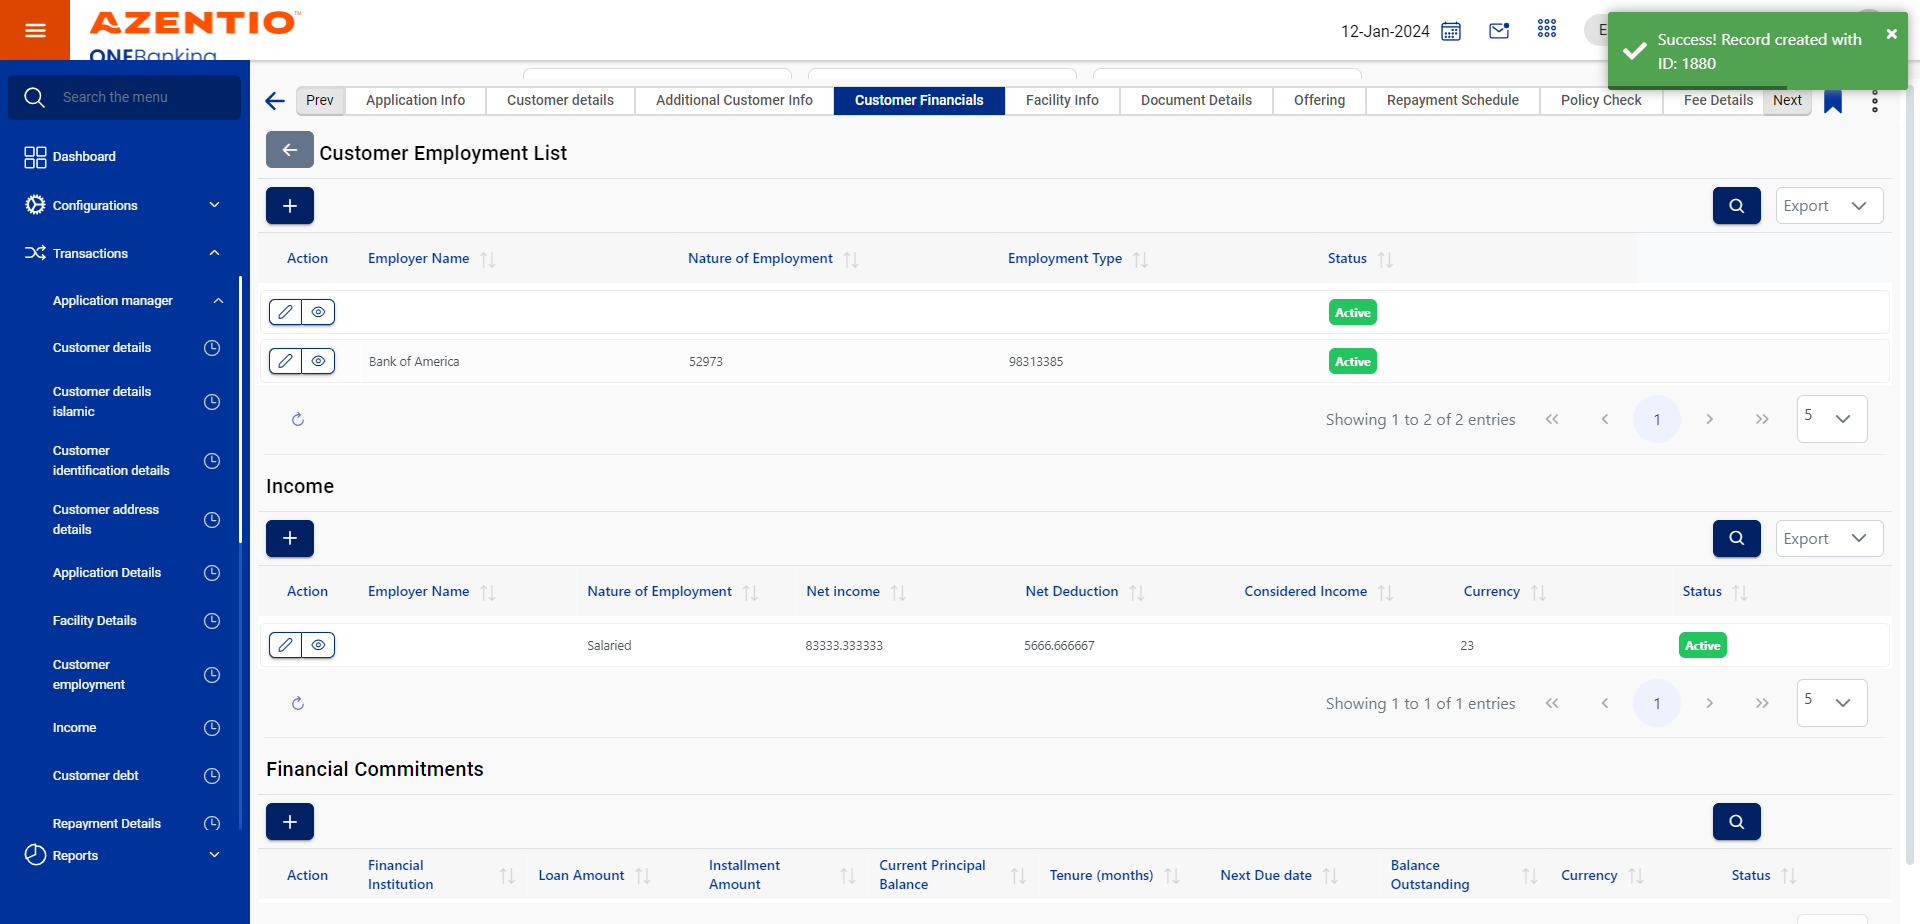 AZENTIO™
ONEBanking
12-Jan-2024
E
Success! Record created with
ID: 1880
Search the menu
Dashboard
Configurations
Transactions
Application manager
Customer details
Customer details
islamic
Customer
identification details
Customer address
details
Application Details
Facility Details
Customer
employment
Income
Customer debt
Repayment Details
Reports
Prev
Application Info
Customer details
Additional Customer Info
Customer Financials
Facility Info
Document Details
Offering
Repayment Schedule
Policy Check
Fee Details
Next
Customer Employment List
Export
Action
Employer Name
Nature of Employment
Employment Type
Status
Active
Bank of America
52973
98313385
Active
Showing 1 to 2 of 2 entries
1
5
Income
Export
Action
Employer Name
Nature of Employment
Net income
Net Deduction
Considered Income
Currency
Status
Salaried
83333.333333
5666.666667
23
Active
Showing 1 to 1 of 1 entries
1
5
Financial Commitments
Action
Financial
Institution
Loan Amount
Installment
Amount
Current Principal
Balance
Tenure (months)
Next Due date
Balance
Outstanding
Currency
Status